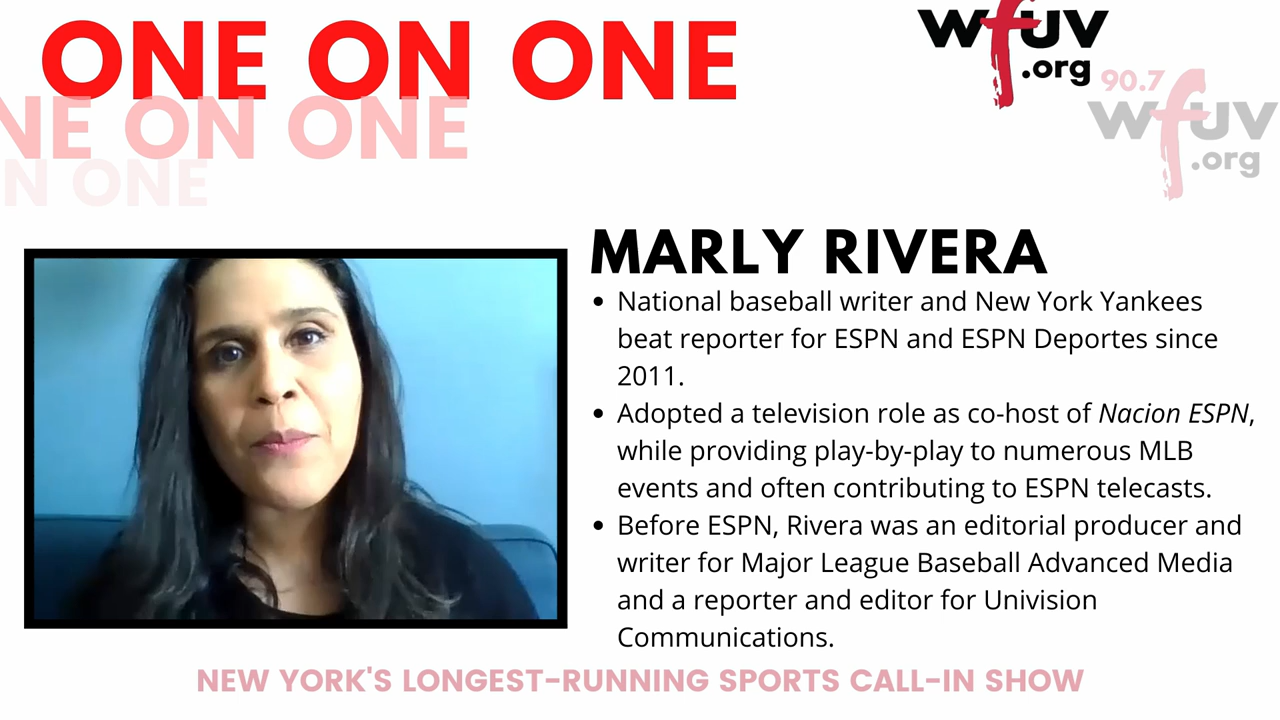 ONE ON ONE
NE ON ONE
N ONE
wfuv
.org
90.7
wfuv
.org
MARLY RIVERA
• National baseball writer and New York Yankees
beat reporter for ESPN and ESPN Deportes since
2011.
• Adopted a television role as co-host of Nacion ESPN,
while providing play-by-play to numerous MLB
events and often contributing to ESPN telecasts.
• Before ESPN, Rivera was an editorial producer and
writer for Major League Baseball Advanced Media
and a reporter and editor for Univision
Communications.
NEW YORK'S LONGEST-RUNNING SPORTS CALL-IN SHOW